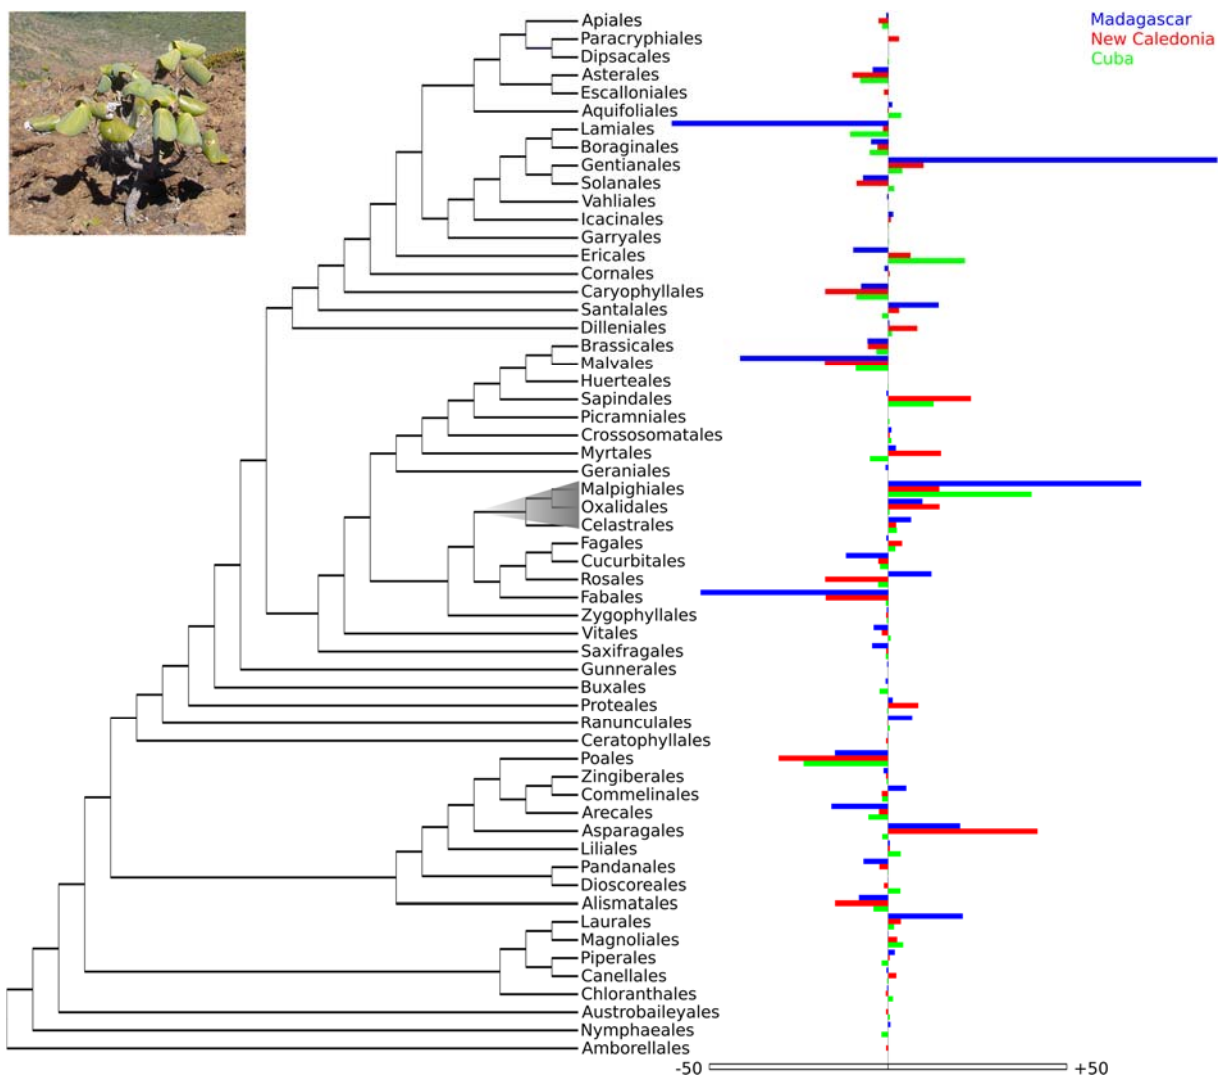 Apiales
Paracryphiales
Dipsacales
Asterales
Escalloniales
Aquifoliales
Lamiales
Boraginales
Gentianales
Solanales
Vahliales
Icacinales
Garryales
Ericales
Cornales
Caryophyllales
Santalales
Dilleniales
Brassicales
Malvales
Huerteales
Sapindales
Picramniales
Crossosomatales
Myrtales
Geraniales
Malpighiales
Oxalidales
Celastrales
Fagales
Cucurbitales
Rosales
Fabales
Zygophyllales
Vitales
Saxifragales
Gunnerales
Buxales
Proteales
Ranunculales
Ceratophyllales
Poales
Zingiberales
Commelinales
Arecales
Asparagales
Liliales
Pandanales
Dioscoreales
Alismatales
Laurales
Magnoliales
Piperales
Canellales
Chloranthales
Austrobaileyales
Nymphaeales
Amborellales
Madagascar
New Caledonia
Cuba
-50 +50